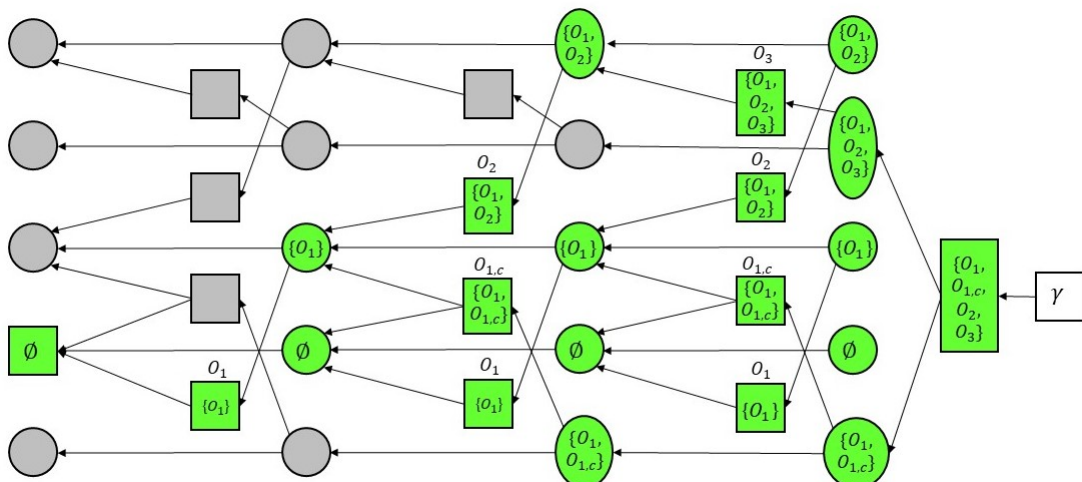 {O₁,
O₂}
{O₁,
O₂}
O₃
{O₁,
O₂,
O₃}
{O₁,
O₂,
O₃}
O₂
{O₁,
O₂}
O₂
{O₁,
O₂}
{O₁}
{O₁}
{O₁}
O₁,c
{O₁,
O₁,c}
O₁,c
{O₁,
O₁,c}
{O₁,
O₁,c,
O₂,
O₃}
γ
∅
∅
∅
∅
O₁
{O₁}
O₁
{O₁}
O₁
{O₁}
{O₁,
O₁,c}
{O₁,
O₁,c}